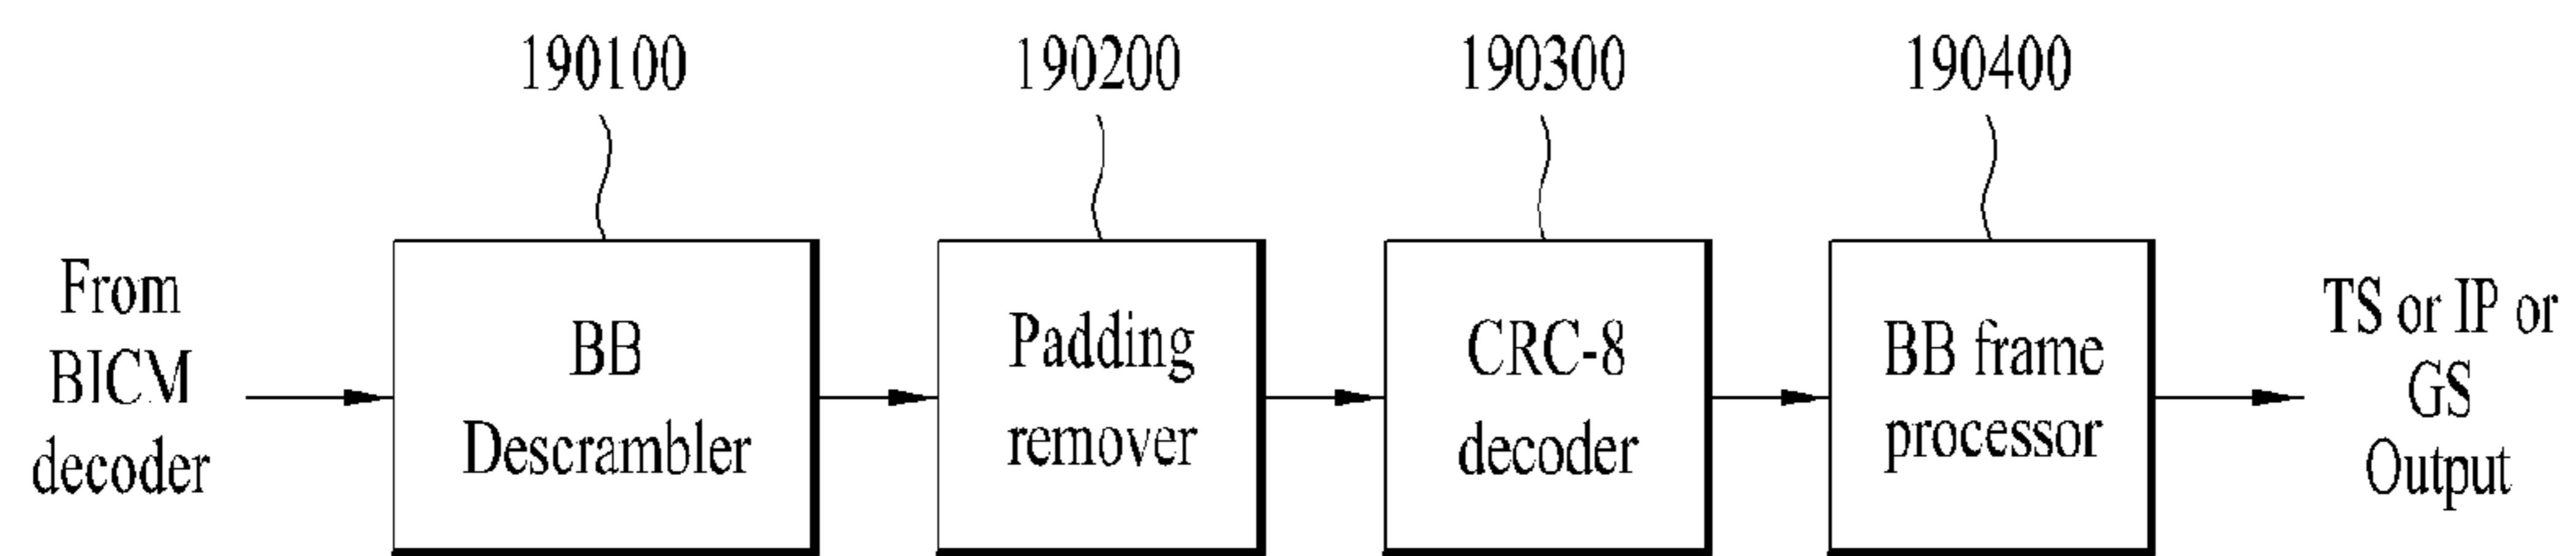 190100
190200
190300
190400
From
BICM
decoder
BB
Descrambler
Padding
remover
CRC-8
decoder
BB frame
processor
TS or IP or
GS
Output